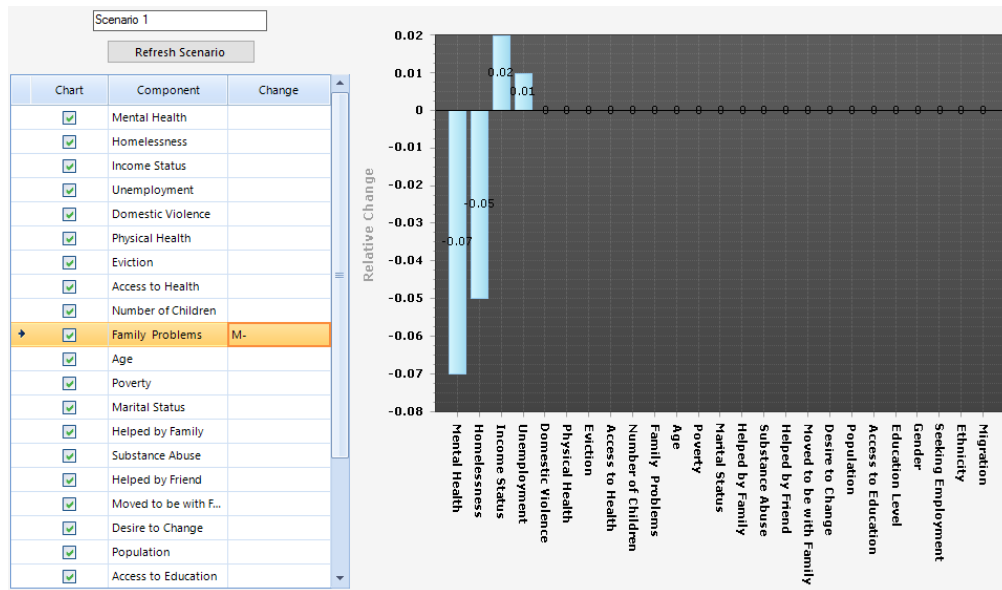 Scenario 1
Refresh Scenario
Chart Component Change
Mental Health
Homelessness
Income Status
Unemployment
Domestic Violence
Physical Health
Eviction
Access to Health
Number of Children
Family Problems M-
Age
Poverty
Marital Status
Helped by Family
Substance Abuse
Helped by Friend
Moved to be with F...
Desire to Change
Population
Access to Education
Relative Change
0.02
0.01
0
-0.01
-0.02
-0.03
-0.04
-0.05
-0.06
-0.07
-0.08
-0.07
-0.05
0.02
0.01
0 0 0 0 0 0 0 0 0 0 0 0 0 0 0 0 0 0 0 0 0
Mental Health
Homelessness
Income Status
Unemployment
Domestic Violence
Physical Health
Eviction
Access to Health
Number of Children
Family Problems
Age
Poverty
Marital Status
Helped by Family
Substance Abuse
Helped by Friend
Moved to be with Family
Desire to Change
Population
Access to Education
Education Level
Gender
Seeking Employment
Ethnicity
Migration